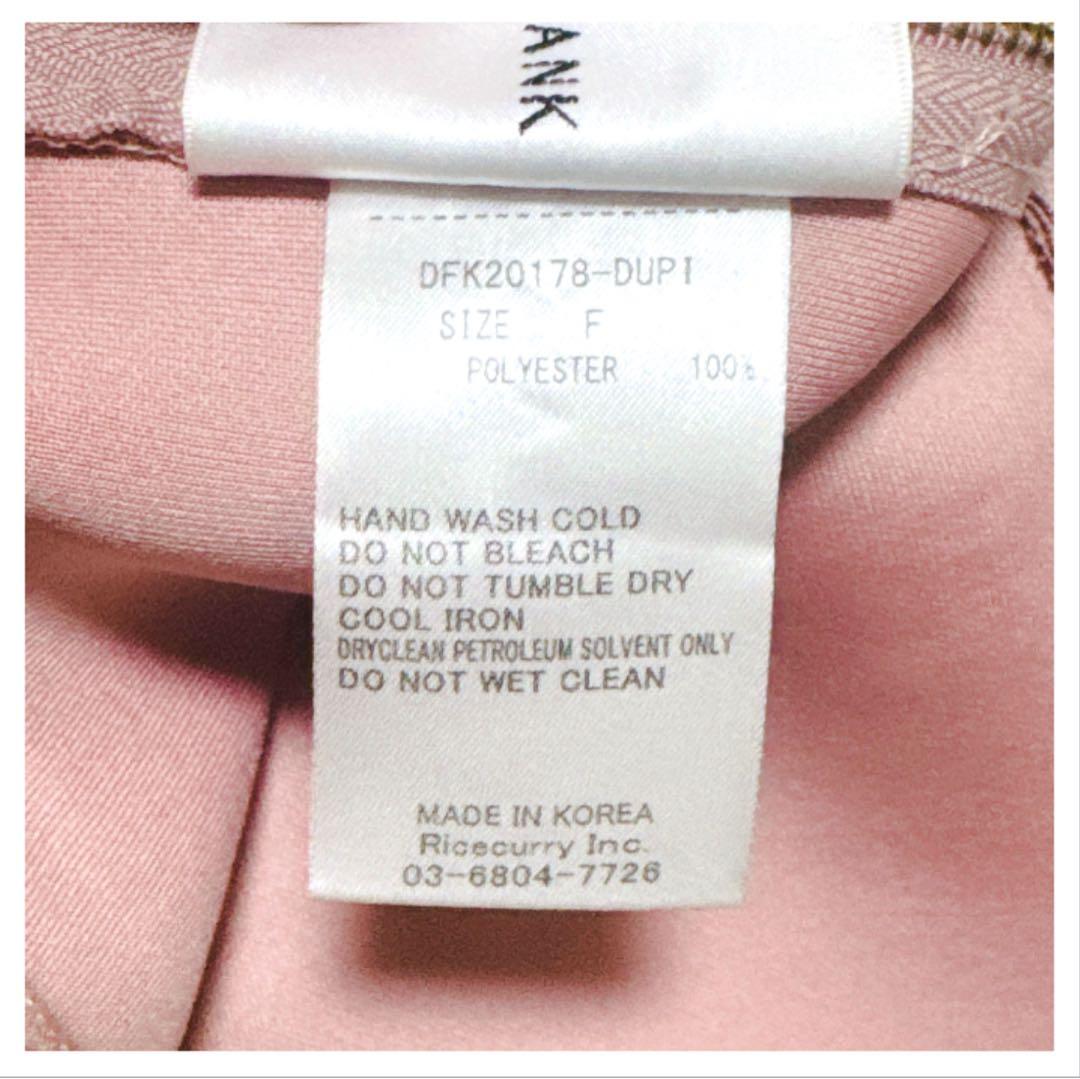 ANK
DFK20178-DUPI
SIZE F
POLYESTER 100%
HAND WASH COLD
DO NOT BLEACH
DO NOT TUMBLE DRY
COOL IRON
DRYCLEAN PETROLEUM SOLVENT ONLY
DO NOT WET CLEAN
MADE IN KOREA
Ricecurry Inc.
03-6804-7726